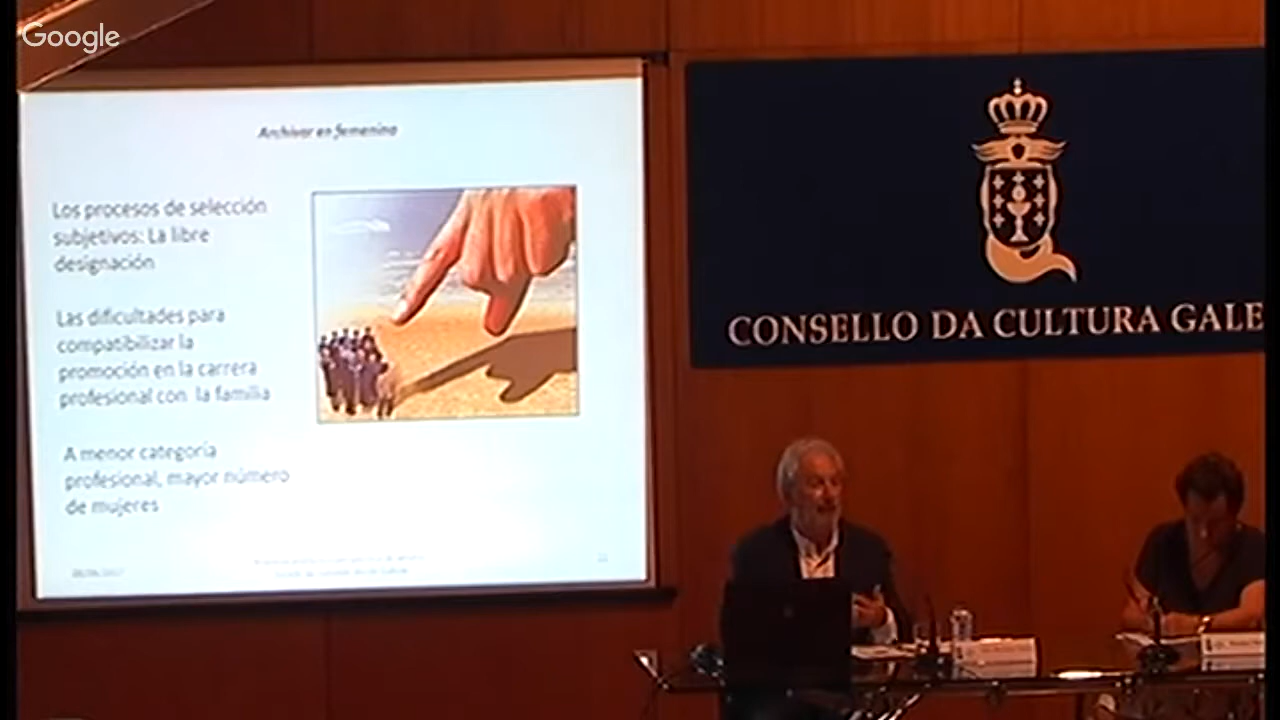 Google
Archivar en femenino
Los procesos de selección
subjetivos: La libre
designación
Las dificultades para
compatibilizar la
promoción en la carrera
profesional con la familia
A menor categoría
profesional, mayor número
de mujeres
CONSELLO DA CULTURA GALE